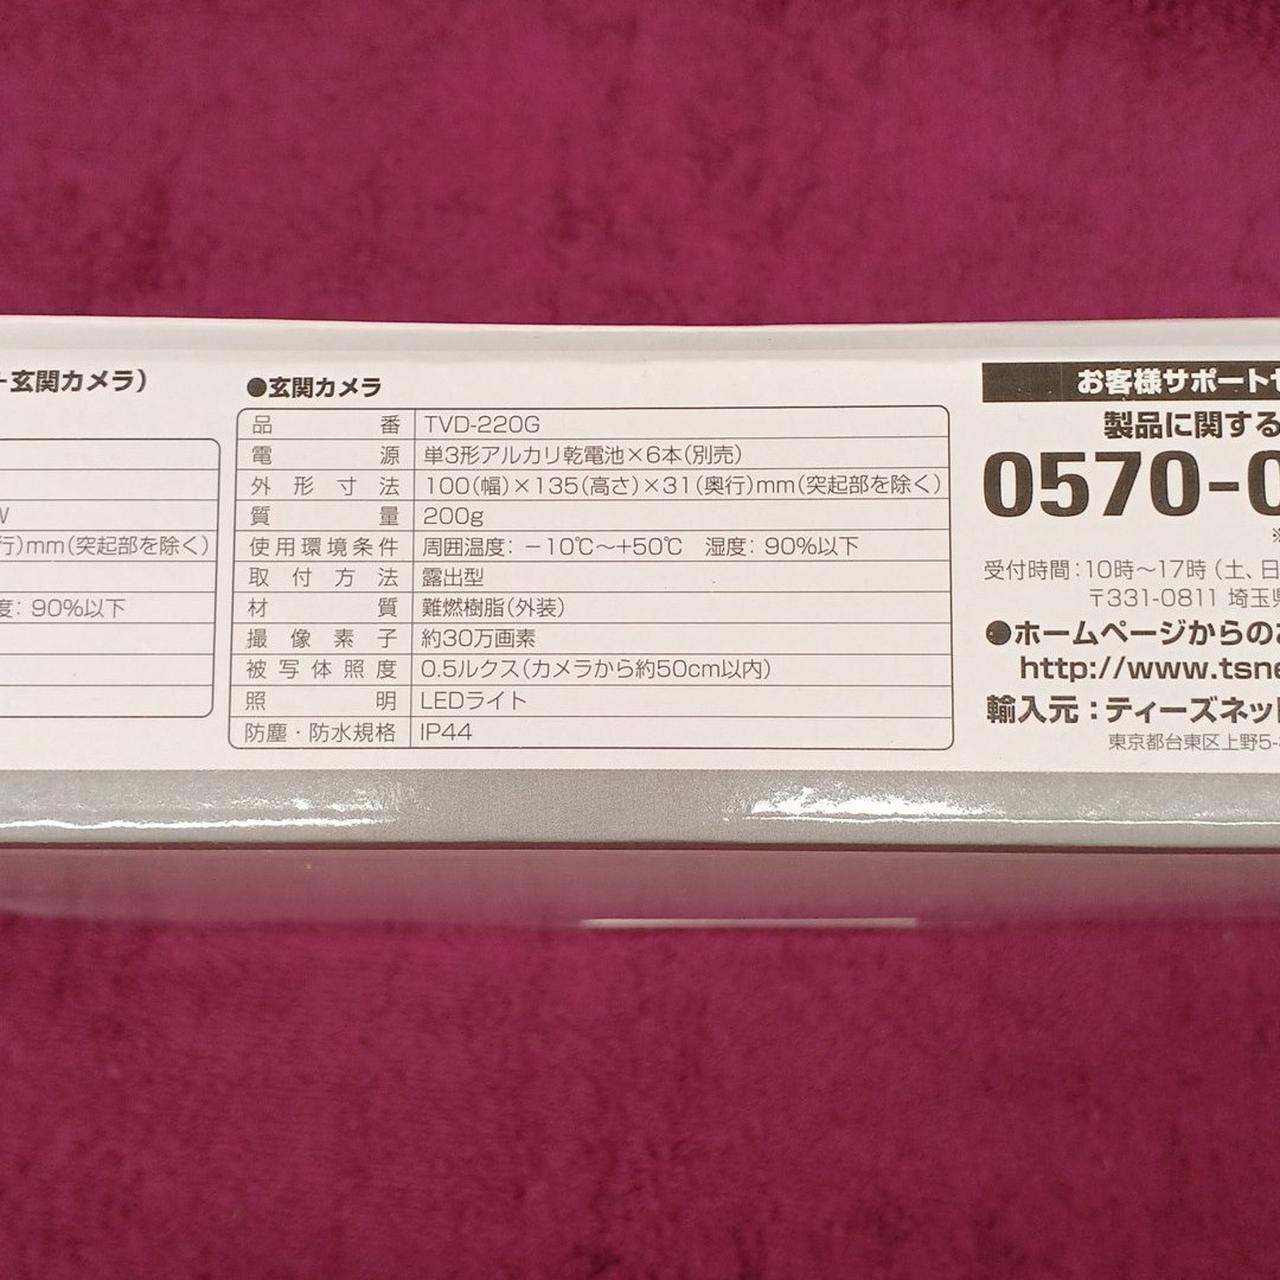 玄関カメラ）
W
行）mm（突起部を除く）
度：90%以下
●玄関カメラ
品番 TVD-220G
電源 単3形アルカリ乾電池×6本（別売）
外形寸法 100（幅）×135（高さ）×31（奥行）mm（突起部を除く）
質量 200g
使用環境条件 周囲温度：－10℃～+50℃ 湿度：90%以下
取付方法 露出型
材質 難燃樹脂（外装）
撮像素子 約30万画素
被写体照度 0.5ルクス（カメラから約50cm以内）
照明 LEDライト
防塵・防水規格 IP44
お客様サポート
製品に関する
0570-0
受付時間：10時～17時（土、日
〒331-0811 埼玉県
●ホームページからの
http://www.tsne
輸入元：ティーズネッ
東京都台東区上野5-